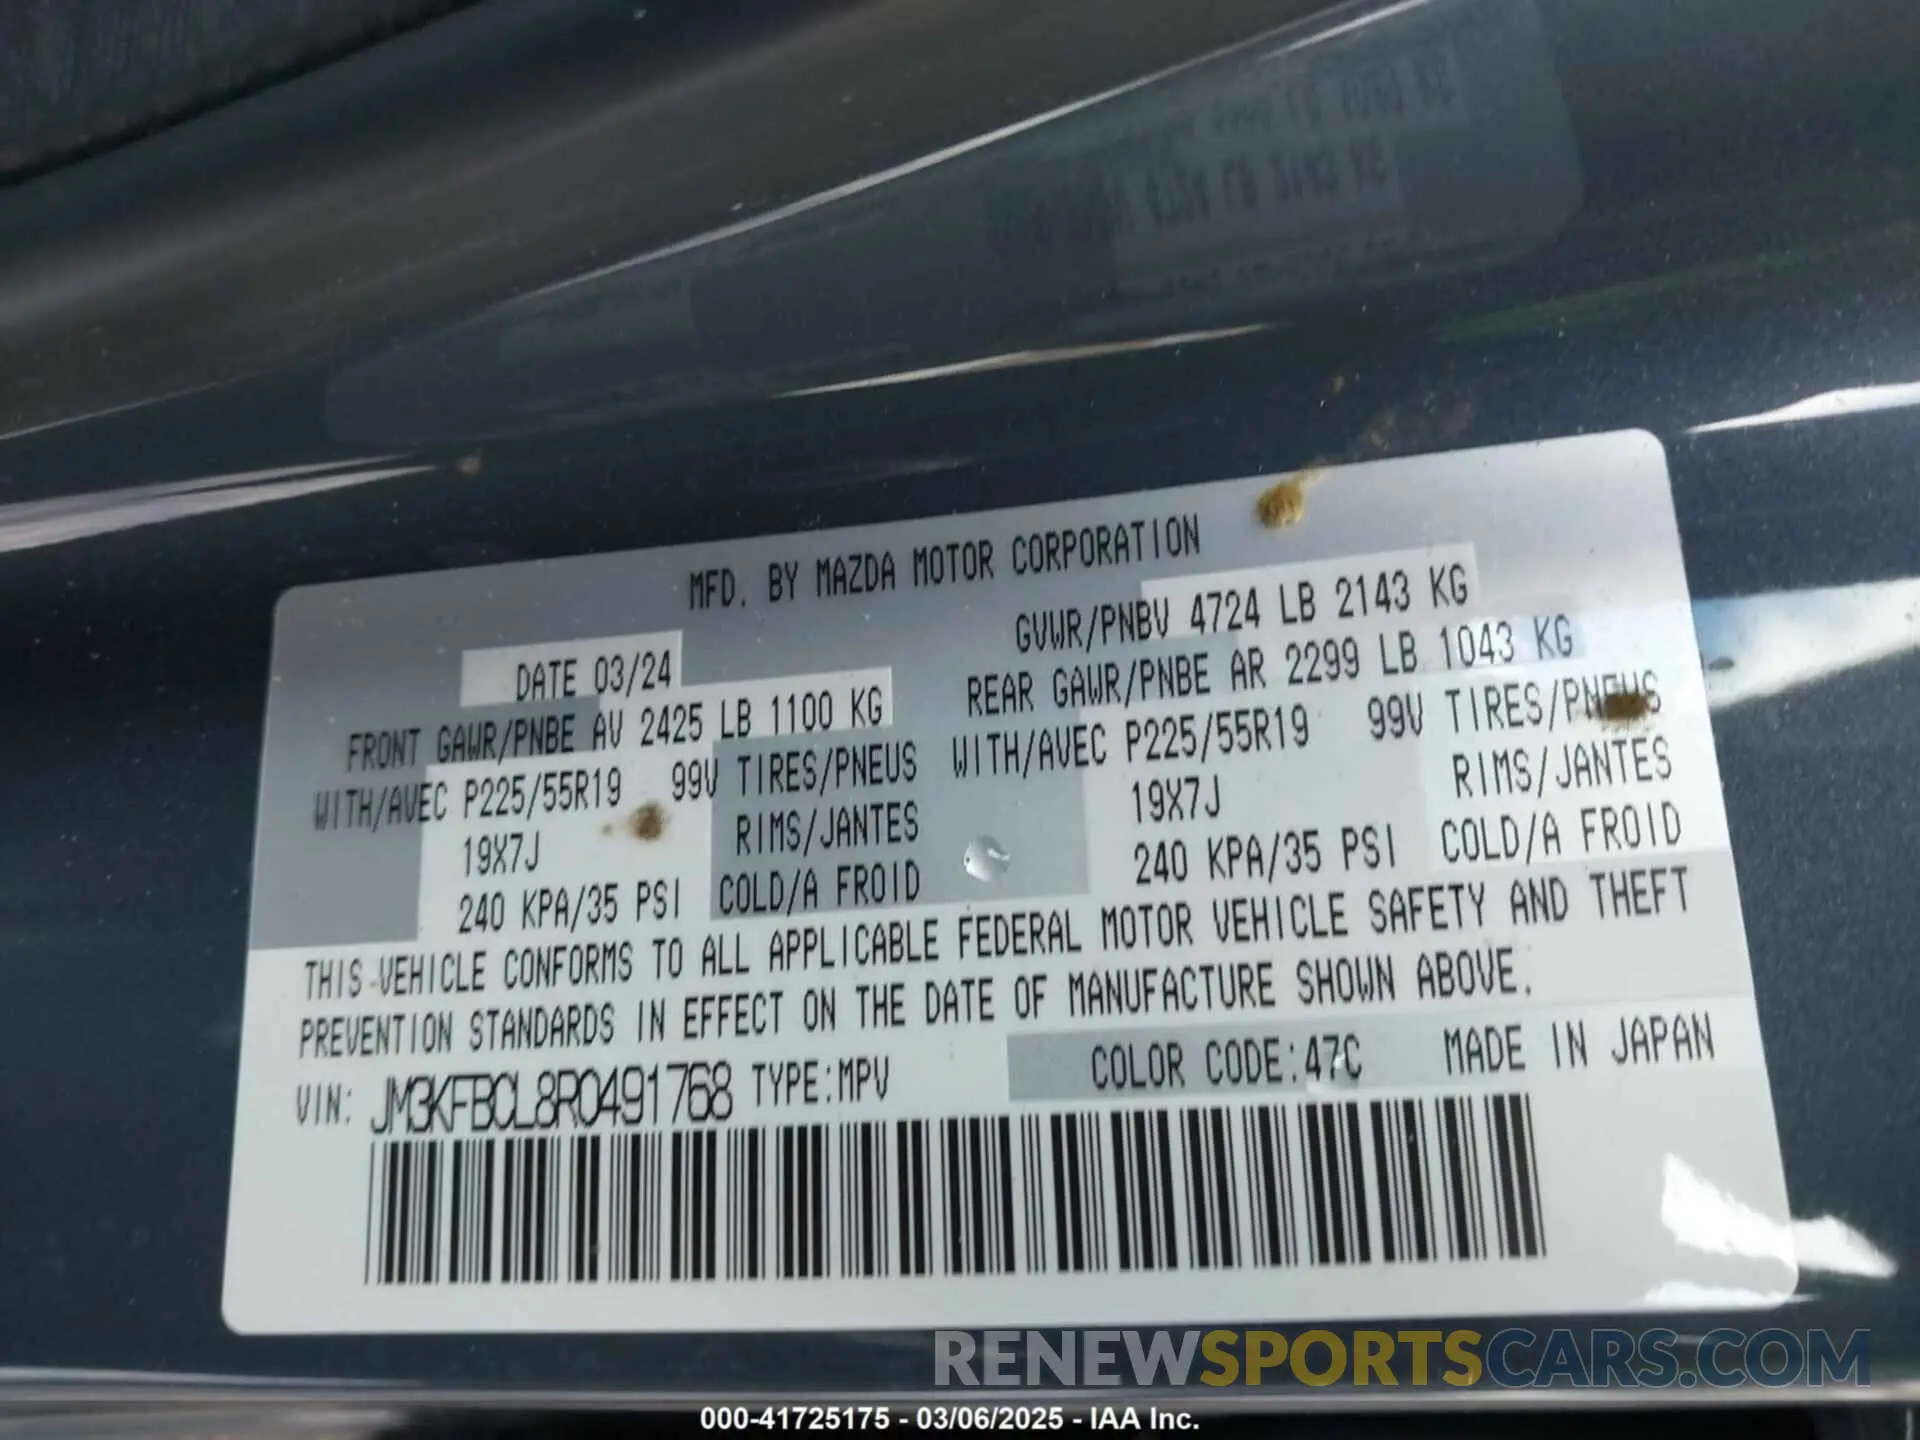 MFD. BY MAZDA MOTOR CORPORATION
DATE 03/24
GVWR/PNBV 4724 LB 2143 KG
FRONT GAWR/PNBE AV 2425 LB 1100 KG
REAR GAWR/PNBE AR 2299 LB 1043 KG
WITH/AVEC P225/55R19 99V TIRES/PNEUS
WITH/AVEC P225/55R19 99V TIRES/PNEUS
19X7J RIMS/JANTES
19X7J RIMS/JANTES
240 KPA/35 PSI COLD/A FROID
240 KPA/35 PSI COLD/A FROID
THIS VEHICLE CONFORMS TO ALL APPLICABLE FEDERAL MOTOR VEHICLE SAFETY AND THEFT
PREVENTION STANDARDS IN EFFECT ON THE DATE OF MANUFACTURE SHOWN ABOVE.
VIN: JM3KFBCL8R0491768 TYPE:MPV COLOR CODE:47C MADE IN JAPAN
RENEWSPORTSCARS.COM
000-41725175 - 03/06/2025 - IAA Inc.